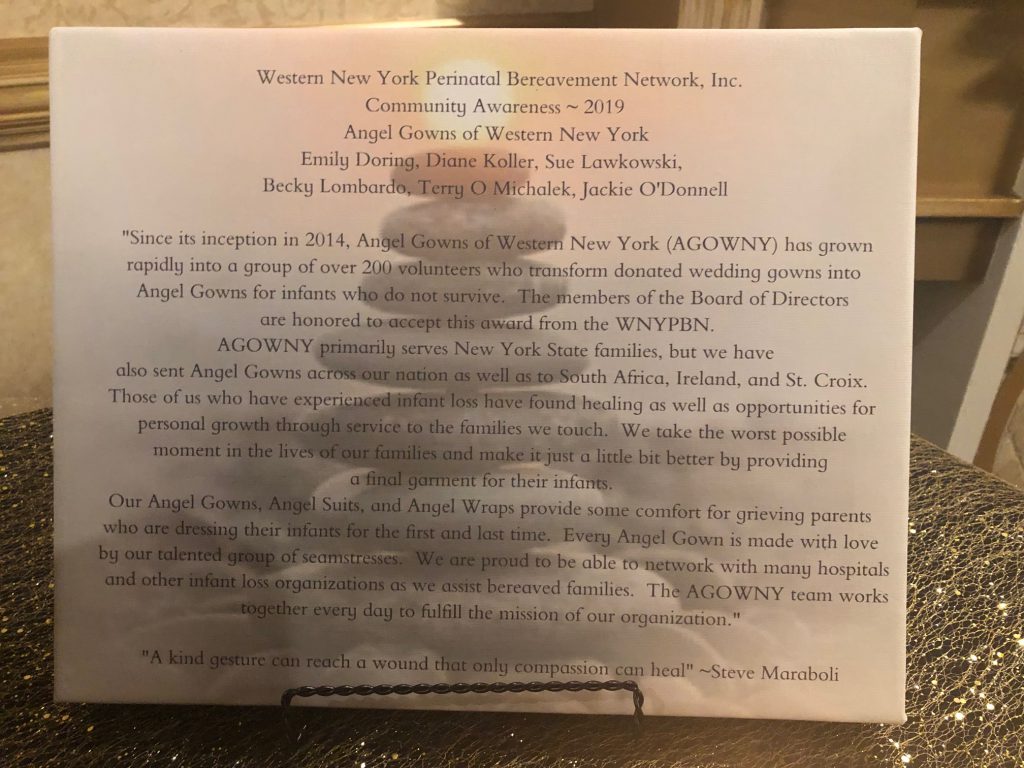 Western New York Perinatal Bereavement Network, Inc.
Community Awareness ~ 2019
Angel Gowns of Western New York
Emily Doring, Diane Koller, Sue Lawkowski,
Becky Lombardo, Terry O Michalek, Jackie O'Donnell
"Since its inception in 2014, Angel Gowns of Western New York (AGOWNY) has grown
rapidly into a group of over 200 volunteers who transform donated wedding gowns into
Angel Gowns for infants who do not survive. The members of the Board of Directors
are honored to accept this award from the WNYPBN.
AGOWNY primarily serves New York State families, but we have
also sent Angel Gowns across our nation as well as to South Africa, Ireland, and St. Croix.
Those of us who have experienced infant loss have found healing as well as opportunities for
personal growth through service to the families we touch. We take the worst possible
moment in the lives of our families and make it just a little bit better by providing
a final garment for their infants.
Our Angel Gowns, Angel Suits, and Angel Wraps provide some comfort for grieving parents
who are dressing their infants for the first and last time. Every Angel Gown is made with love
by our talented group of seamstresses. We are proud to be able to network with many hospitals
and other infant loss organizations as we assist bereaved families. The AGOWNY team works
together every day to fulfill the mission of our organization."
"A kind gesture can reach a wound that only compassion can heal" ~Steve Maraboli